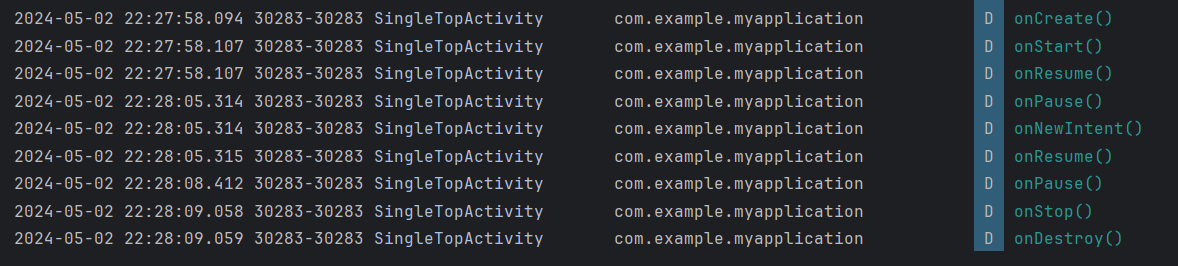 2024-05-02 22:27:58.094 30283-30283 SingleTopActivity com.example.myapplication D onCreate()
2024-05-02 22:27:58.107 30283-30283 SingleTopActivity com.example.myapplication D onStart()
2024-05-02 22:27:58.107 30283-30283 SingleTopActivity com.example.myapplication D onResume()
2024-05-02 22:28:05.314 30283-30283 SingleTopActivity com.example.myapplication D onPause()
2024-05-02 22:28:05.314 30283-30283 SingleTopActivity com.example.myapplication D onNewIntent()
2024-05-02 22:28:05.315 30283-30283 SingleTopActivity com.example.myapplication D onResume()
2024-05-02 22:28:08.412 30283-30283 SingleTopActivity com.example.myapplication D onPause()
2024-05-02 22:28:09.058 30283-30283 SingleTopActivity com.example.myapplication D onStop()
2024-05-02 22:28:09.059 30283-30283 SingleTopActivity com.example.myapplication D onDestroy()